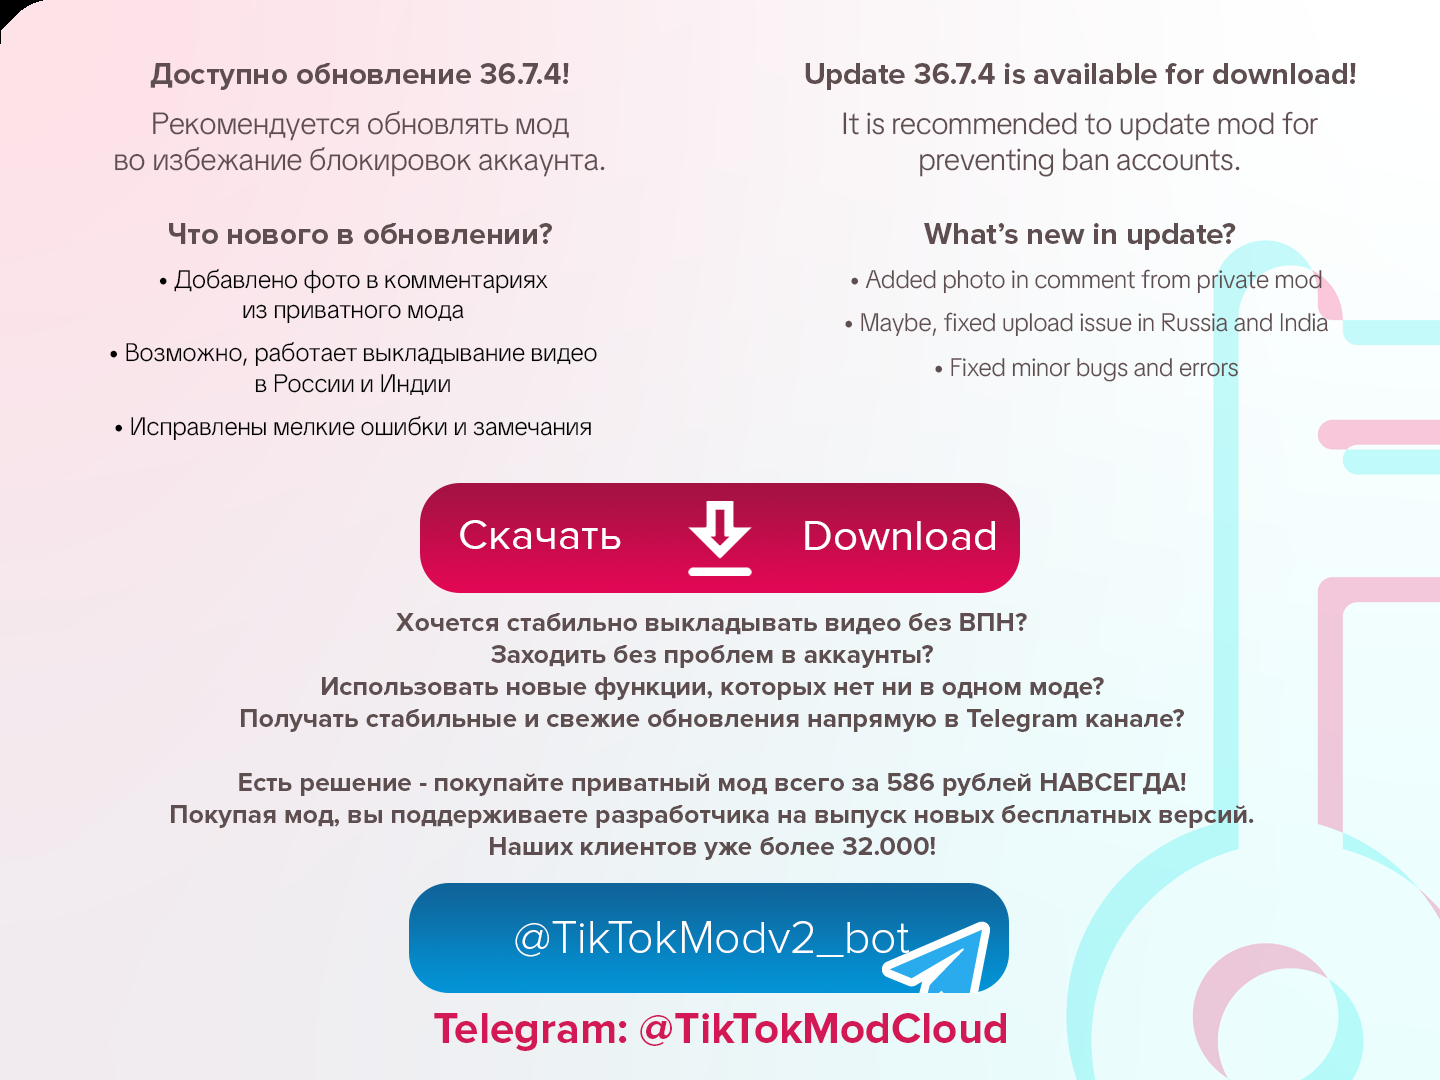 Доступно обновление 36.7.4!
Рекомендуется обновлять мод
во избежание блокировок аккаунта.
Что нового в обновлении?
• Добавлено фото в комментариях
из приватного мода
• Возможно, работает выкладывание видео
в России и Индии
• Исправлены мелкие ошибки и замечания
Update 36.7.4 is available for download!
It is recommended to update mod for
preventing ban accounts.
What's new in update?
• Added photo in comment from private mod
• Maybe, fixed upload issue in Russia and India
• Fixed minor bugs and errors
Скачать Download
Хочется стабильно выкладывать видео без ВПН?
Заходить без проблем в аккаунты?
Использовать новые функции, которых нет ни в одном моде?
Получать стабильные и свежие обновления напрямую в Telegram канале?
Есть решение - покупайте приватный мод всего за 586 рублей НАВСЕГДА!
Покупая мод, вы поддерживаете разработчика на выпуск новых бесплатных версий.
Наших клиентов уже более 32.000!
@TikTokModv2_bot
Telegram: @TikTokModCloud